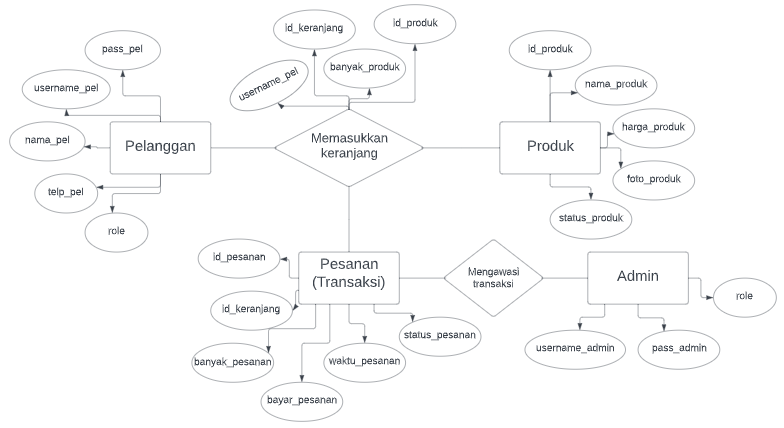 id_keranjang
id_produk
pass_pel
id_produk
username_pel
banyak_produk
username_pel
nama_produk
nama_pel
Pelanggan
Memasukkan
keranjang
Produk
harga_produk
telp_pel
foto_produk
role
status_produk
id_pesanan
Pesanan
(Transaksi)
Mengawasi
transaksi
Admin
role
id_keranjang
status_pesanan
username_admin
pass_admin
banyak_pesanan
waktu_pesanan
bayar_pesanan